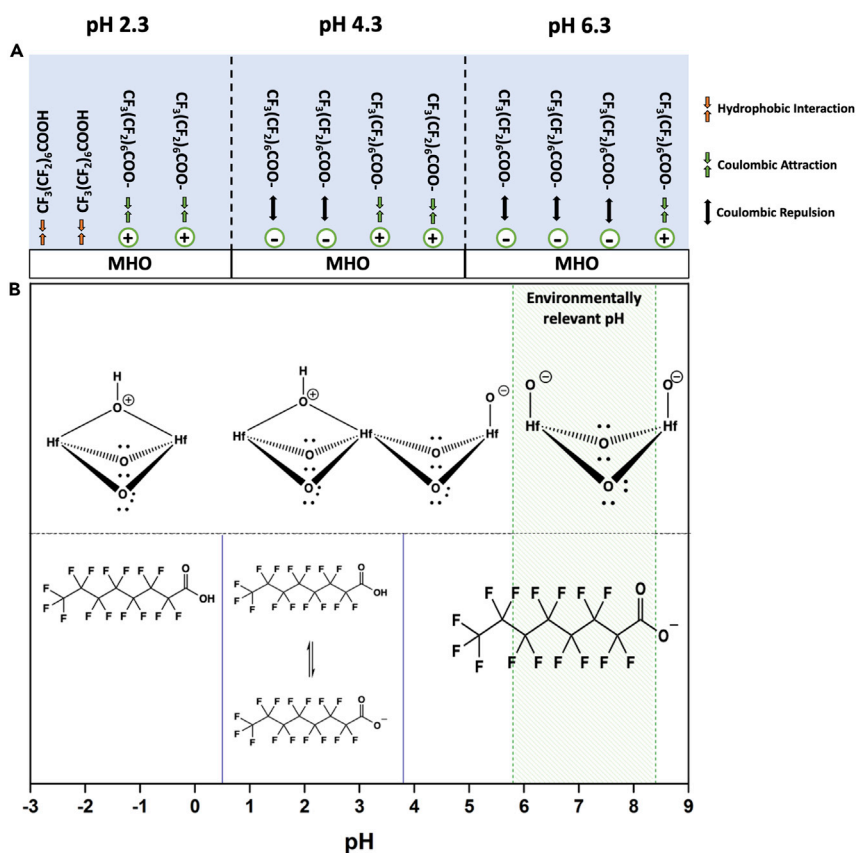 pH 2.3 pH 4.3 pH 6.3
A
CF3(CF2)6COOH
CF3(CF2)6COOH
CF3(CF2)6COO-
CF3(CF2)6COO-
CF3(CF2)6COO-
CF3(CF2)6COO-
CF3(CF2)6COO-
CF3(CF2)6COO-
CF3(CF2)6COO-
CF3(CF2)6COO-
CF3(CF2)6COO-
CF3(CF2)6COO-
+ + - - + + - - - +
MHO MHO MHO
Hydrophobic Interaction
Coulombic Attraction
Coulombic Repulsion
B
Environmentally
relevant pH
H
O +
Hf Hf
O
O
H
O +
Hf Hf Hf
O O
O O
O -
O - O -
Hf Hf
O
O
F F F F F F F F F F F F F F F O OH
F F F F F F F F F F F F F F F O OH
F F F F F F F F F F F F F F F O O-
F F F F F F F F F F F F F F F O O-
-3 -2 -1 0 1 2 3 4 5 6 7 8 9
pH